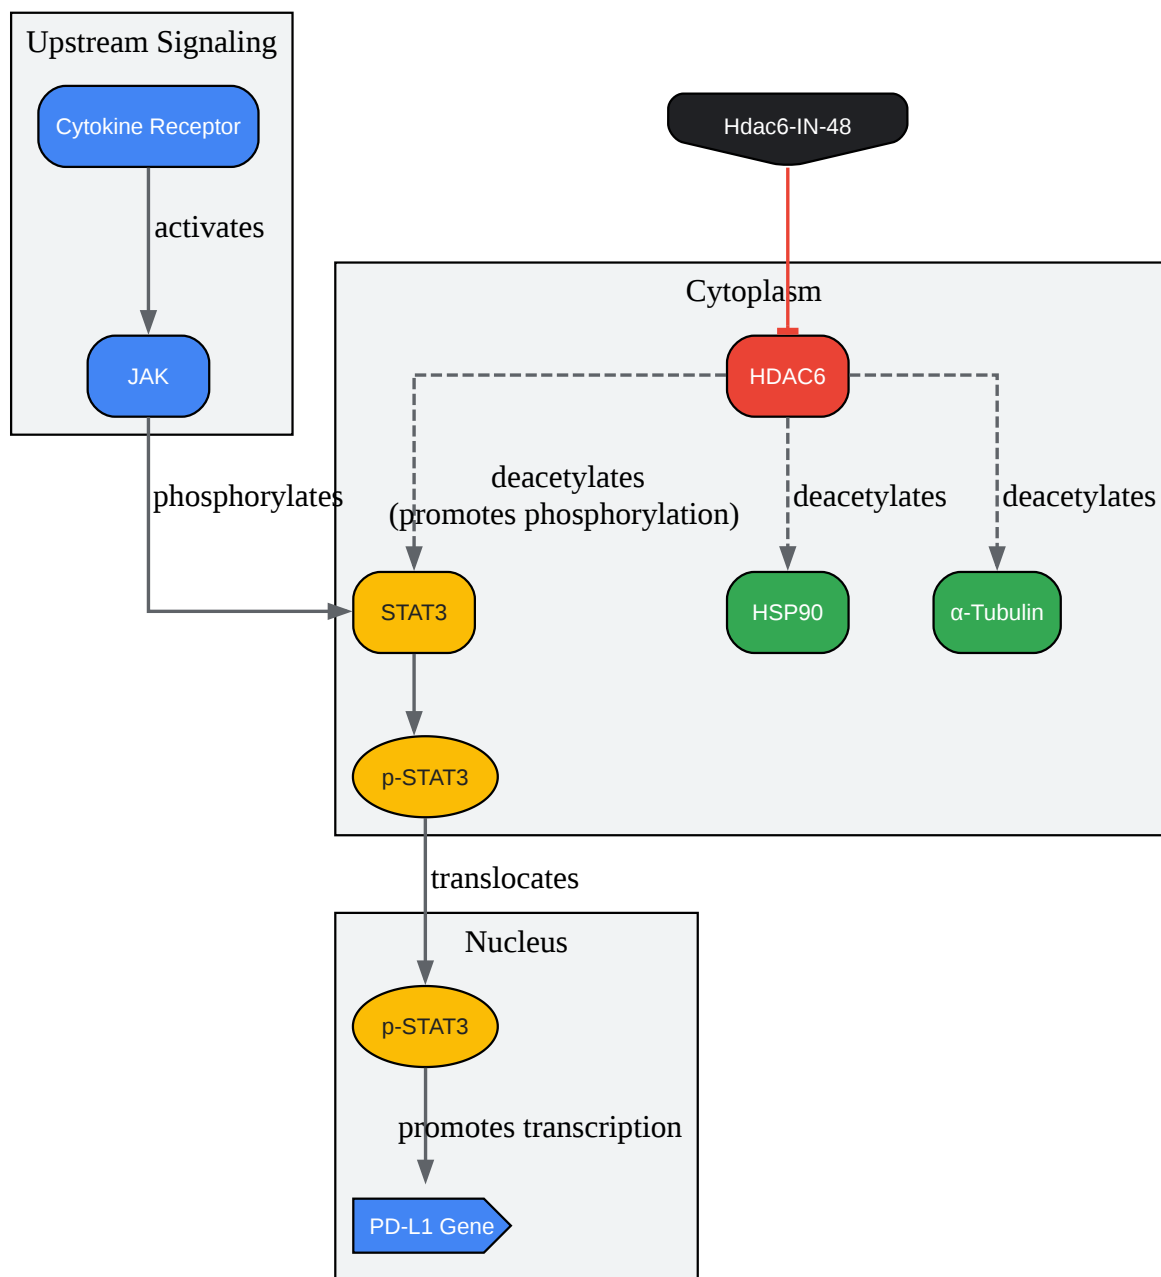 Upstream Signaling
Cytokine Receptor
Hdac6-IN-48
activates
Cytoplasm
JAK
HDAC6
phosphorylates
deacetylates
(promotes phosphorylation)
deacetylates
deacetylates
STAT3
HSP90
α-Tubulin
p-STAT3
translocates
Nucleus
p-STAT3
promotes transcription
PD-L1 Gene